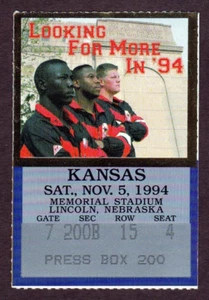 LOOKING
FOR MORE
IN '94
KANSAS
SAT., NOV. 5, 1994
MEMORIAL STADIUM
LINCOLN, NEBRASKA
GATE SEC ROW SEAT
7 200B 15 4
PRESS BOX 200